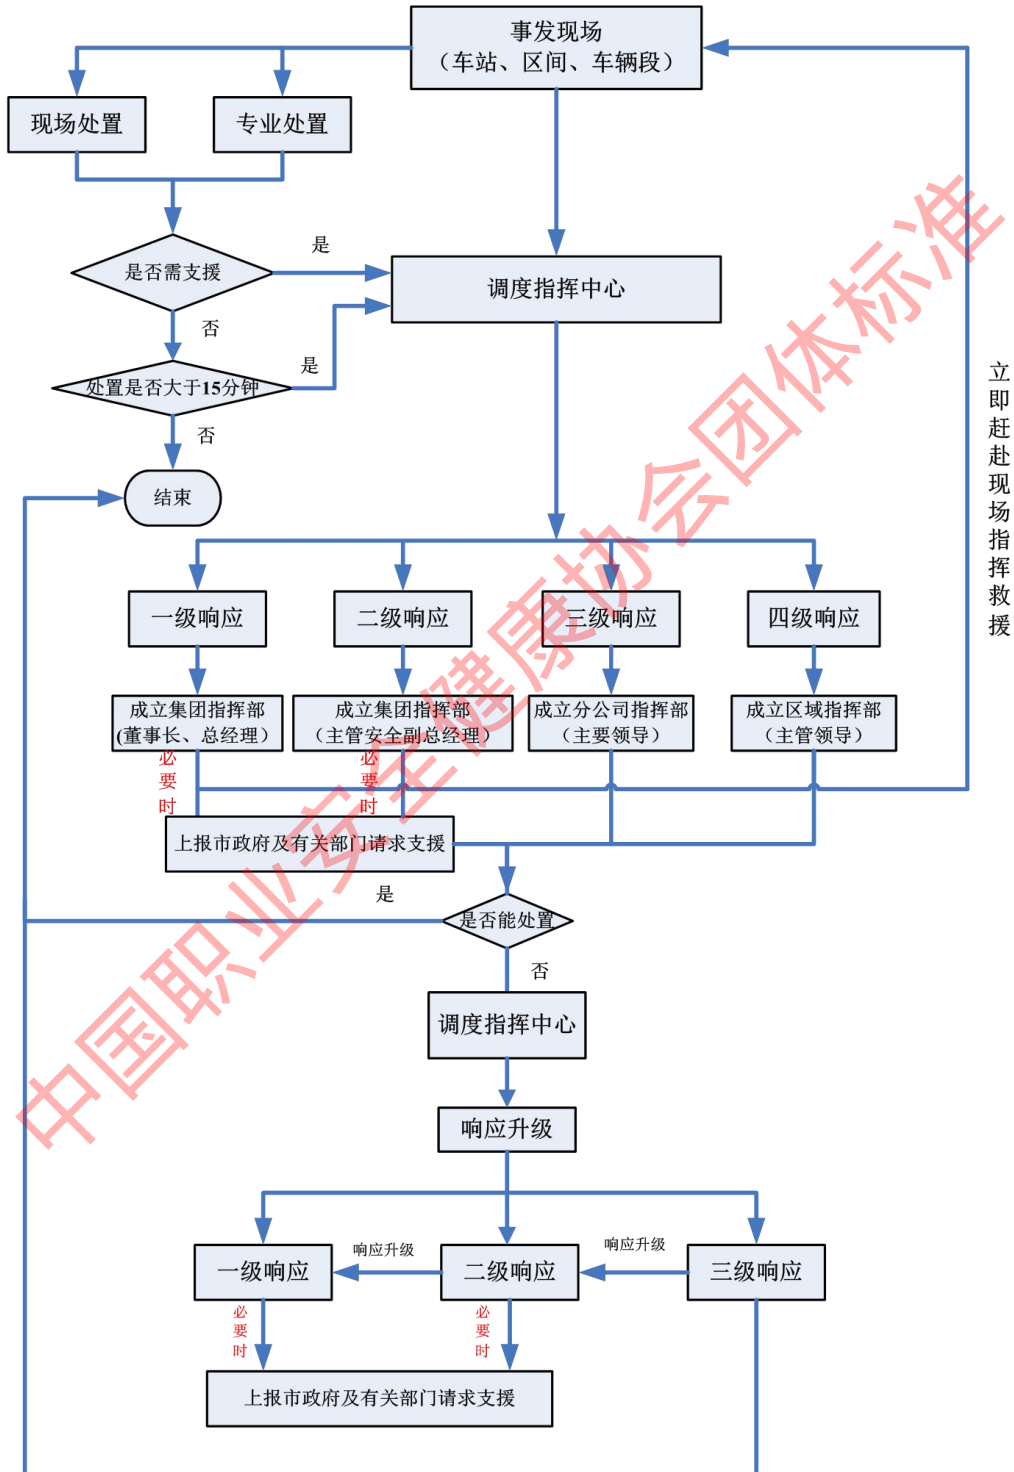 事发现场
（车站、区间、车辆段）
现场处置
专业处置
是否需支援
是
调度指挥中心
否
处置是否大于15分钟
是
否
结束
立即赶赴现场指挥救援
一级响应
二级响应
三级响应
四级响应
成立集团指挥部
(董事长、总经理）
成立集团指挥部
（主管安全副总经理）
成立分公司指挥部
（主要领导）
成立区域指挥部
（主管领导）
必要时
必要时
上报市政府及有关部门请求支援
是
是否能处置
否
调度指挥中心
响应升级
一级响应
响应升级
二级响应
响应升级
三级响应
必要时
必要时
上报市政府及有关部门请求支援
中国职业安全健康协会团体标准